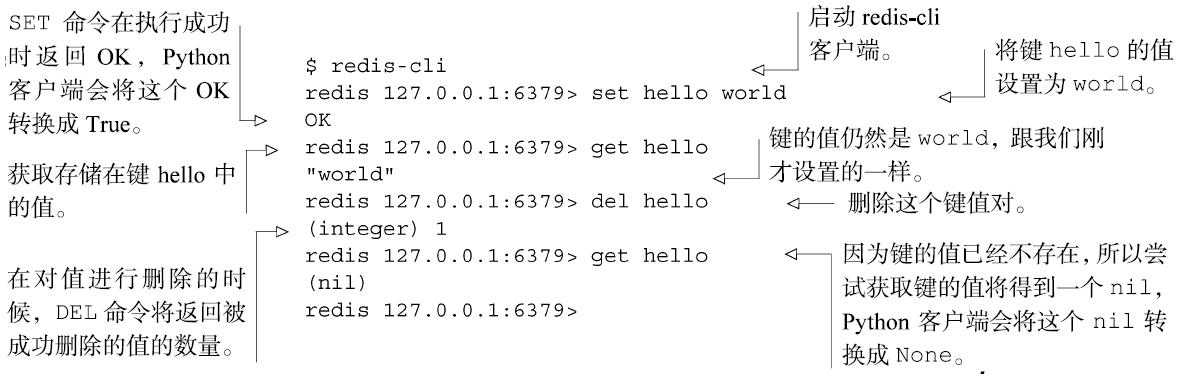 SET 命令在执行成功
时返回 OK，Python
客户端会将这个 OK
转换成 True。
获取存储在键 hello 中
的值。
在对值进行删除的时
候，DEL 命令将返回被
成功删除的值的数量。
$ redis-cli
redis 127.0.0.1:6379> set hello world
OK
redis 127.0.0.1:6379> get hello
"world"
redis 127.0.0.1:6379> del hello
(integer) 1
redis 127.0.0.1:6379> get hello
(nil)
redis 127.0.0.1:6379>
启动 redis-cli
客户端。
将键 hello 的值
设置为 world。
键的值仍然是 world，跟我们刚
才设置的一样。
删除这个键值对。
因为键的值已经不存在，所以尝
试获取键的值将得到一个 nil，
Python 客户端会将这个 nil 转
换成 None。